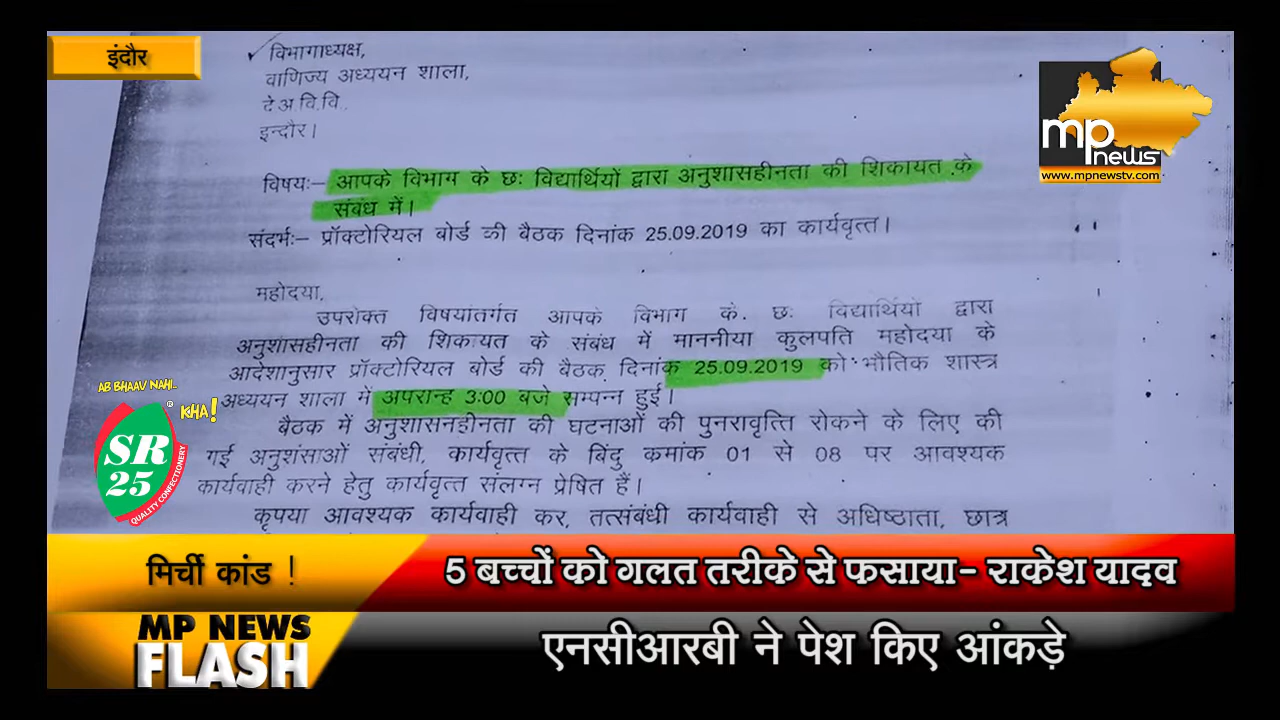 इंदौर
विभागाध्यक्ष,
वाणिज्य अध्ययन शाला,
दे अ वि.वि.
इन्दौर।
mp
news
www.mpnewstv.com
विषयः– आपके विभाग के छः विद्यार्थियों द्वारा अनुशासहीनता की शिकायत के
संबंध में।
संदर्भः– प्रॉक्टोरियल बोर्ड की बैठक दिनांक 25.09.2019 का कार्यवृत्त।
महोदया,
उपरोक्त विषयांतर्गत आपके विभाग के. छः विद्यार्थियों द्वारा
अनुशासहीनता की शिकायत के संबंध में माननीया कुलपति महोदया के
आदेशानुसार प्रॉक्टोरियल बोर्ड की बैठक दिनांक 25.09.2019 को भौतिक शास्त्र
अध्ययन शाला में अपरान्ह 3:00 बजे सम्पन्न हुई।
बैठक में अनुशासनहीनता की घटनाओं की पुनरावृत्ति रोकने के लिए की
गई अनुशंसाओं संबंधी, कार्यवृत्त के बिंदु क्रमांक 01 से 08 पर आवश्यक
कार्यवाही करने हेतु कार्यवृत्त संलग्न प्रेषित हैं।
कृपया आवश्यक कार्यवाही कर, तत्संबंधी कार्यवाही से अधिष्ठाता, छात्र
AB BHAAV NAHI..
KHA!
SR
25
®
QUALITY CONFECTIONERY
मिर्ची कांड !
5 बच्चों को गलत तरीके से फसाया- राकेश यादव
MP NEWS
FLASH
एनसीआरबी ने पेश किए आंकड़े